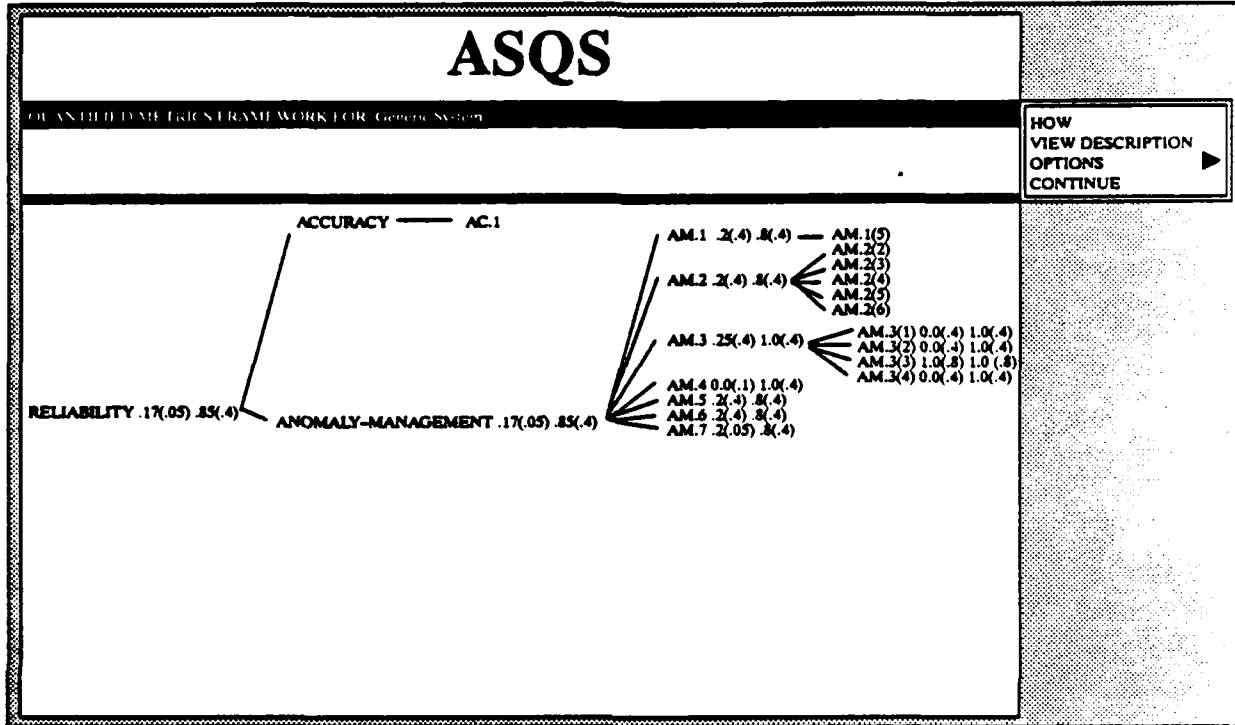 ASQS
QUANTIFIED METRICS FRAMEWORK FOR: Generic System
HOW
VIEW DESCRIPTION
OPTIONS
CONTINUE
ACCURACY
AC.1
AM.1 .2(.4) .8(.4)
AM.1(5)
AM.2(2)
AM.2(3)
AM.2 .2(.4) .8(.4)
AM.2(4)
AM.2(5)
AM.2(6)
AM.3 .25(.4) 1.0(.4)
AM.3(1) 0.0(.4) 1.0(.4)
AM.3(2) 0.0(.4) 1.0(.4)
AM.3(3) 1.0(.8) 1.0 (.8)
AM.3(4) 0.0(.4) 1.0(.4)
AM.4 0.0(.1) 1.0(.4)
AM.5 .2(.4) .8(.4)
AM.6 .2(.4) .8(.4)
AM.7 .2(.05) .8(.4)
RELIABILITY .17(.05) .85(.4)
ANOMALY-MANAGEMENT .17(.05) .85(.4)